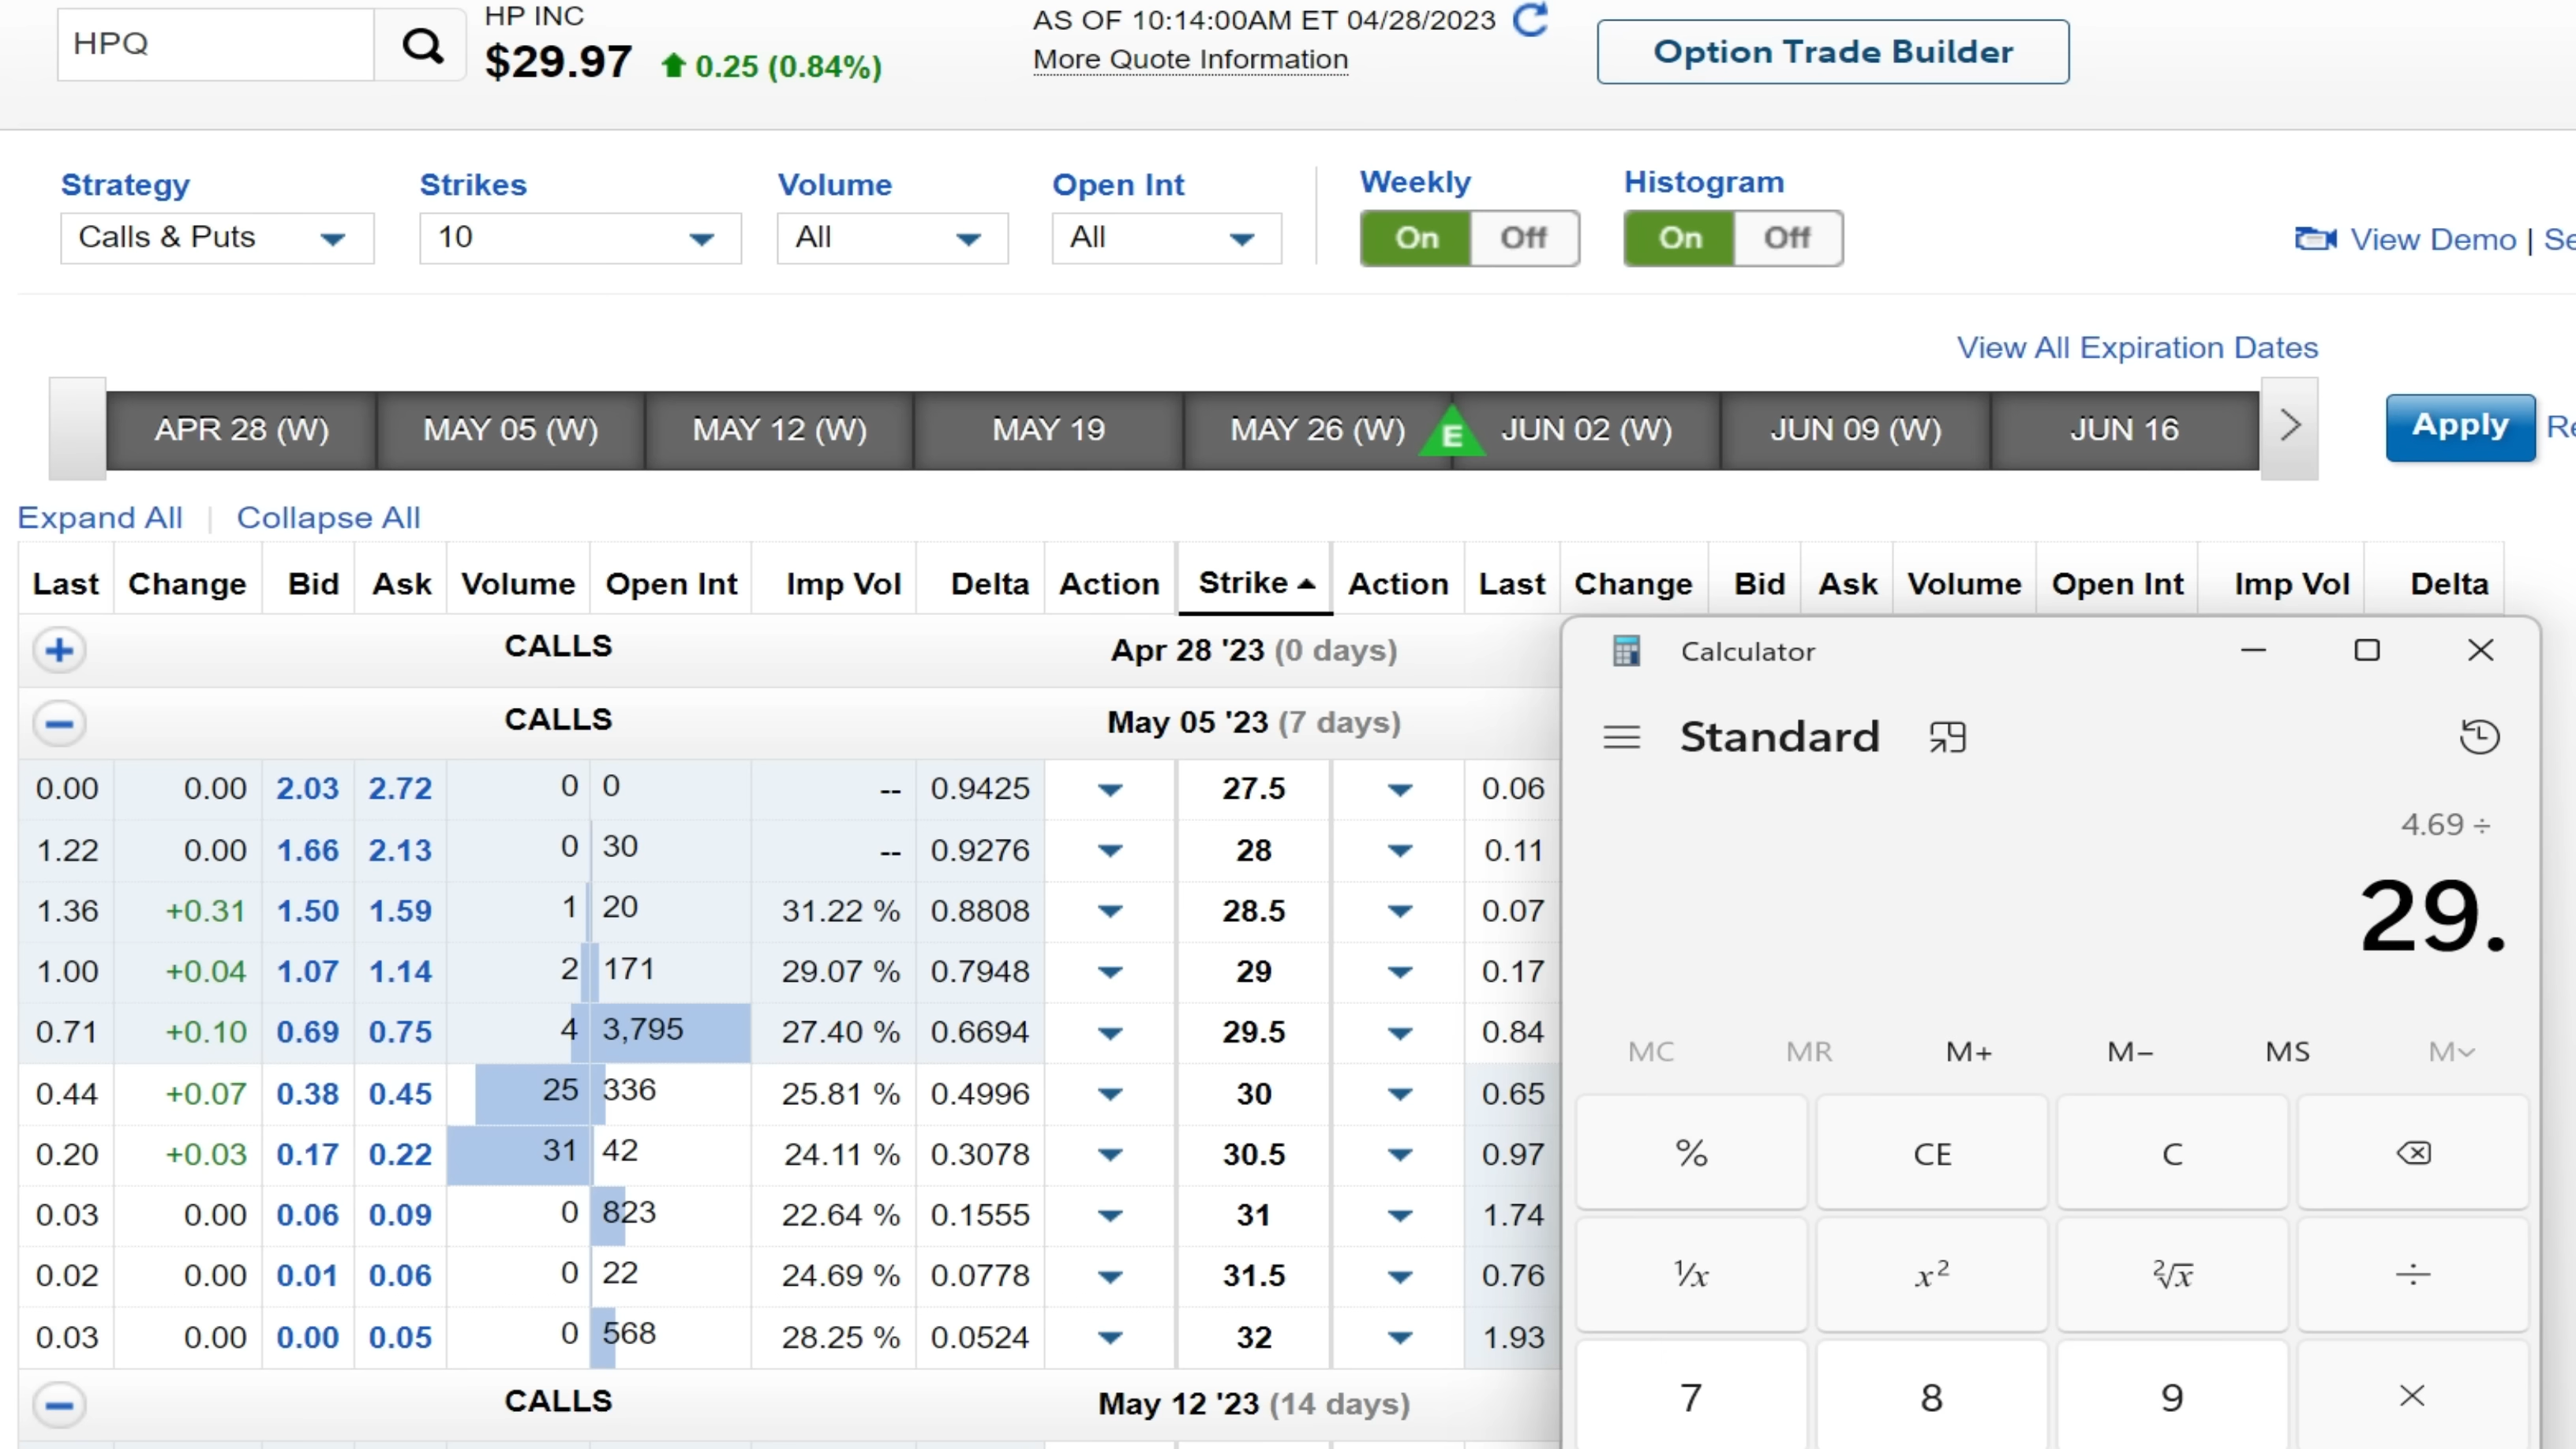 HPQ
HP INC
$29.97 0.25 (0.84%)
AS OF 10:14:00AM ET 04/28/2023
More Quote Information
Option Trade Builder
Strategy Strikes Volume Open Int Weekly Histogram
Calls & Puts 10 All All On Off On Off
View Demo | Se
View All Expiration Dates
APR 28 (W) MAY 05 (W) MAY 12 (W) MAY 19 MAY 26 (W) E JUN 02 (W) JUN 09 (W) JUN 16 >
Apply Re
Expand All | Collapse All
Last Change Bid Ask Volume Open Int Imp Vol Delta Action Strike Action Last Change Bid Ask Volume Open Int Imp Vol Delta
CALLS Apr 28 '23 (0 days)
CALLS May 05 '23 (7 days)
0.00 0.00 2.03 2.72 0 0 -- 0.9425 27.5 0.06
1.22 0.00 1.66 2.13 0 30 -- 0.9276 28 0.11
1.36 +0.31 1.50 1.59 1 20 31.22 % 0.8808 28.5 0.07
1.00 +0.04 1.07 1.14 2 171 29.07 % 0.7948 29 0.17
0.71 +0.10 0.69 0.75 4 3,795 27.40 % 0.6694 29.5 0.84
0.44 +0.07 0.38 0.45 25 336 25.81 % 0.4996 30 0.65
0.20 +0.03 0.17 0.22 31 42 24.11 % 0.3078 30.5 0.97
0.03 0.00 0.06 0.09 0 823 22.64 % 0.1555 31 1.74
0.02 0.00 0.01 0.06 0 22 24.69 % 0.0778 31.5 0.76
0.03 0.00 0.00 0.05 0 568 28.25 % 0.0524 32 1.93
CALLS May 12 '23 (14 days)
Calculator
Standard
4.69 ÷
29.
MC MR M+ M− MS M
% CE C
¹/x x² ²√x ÷
7 8 9 ×